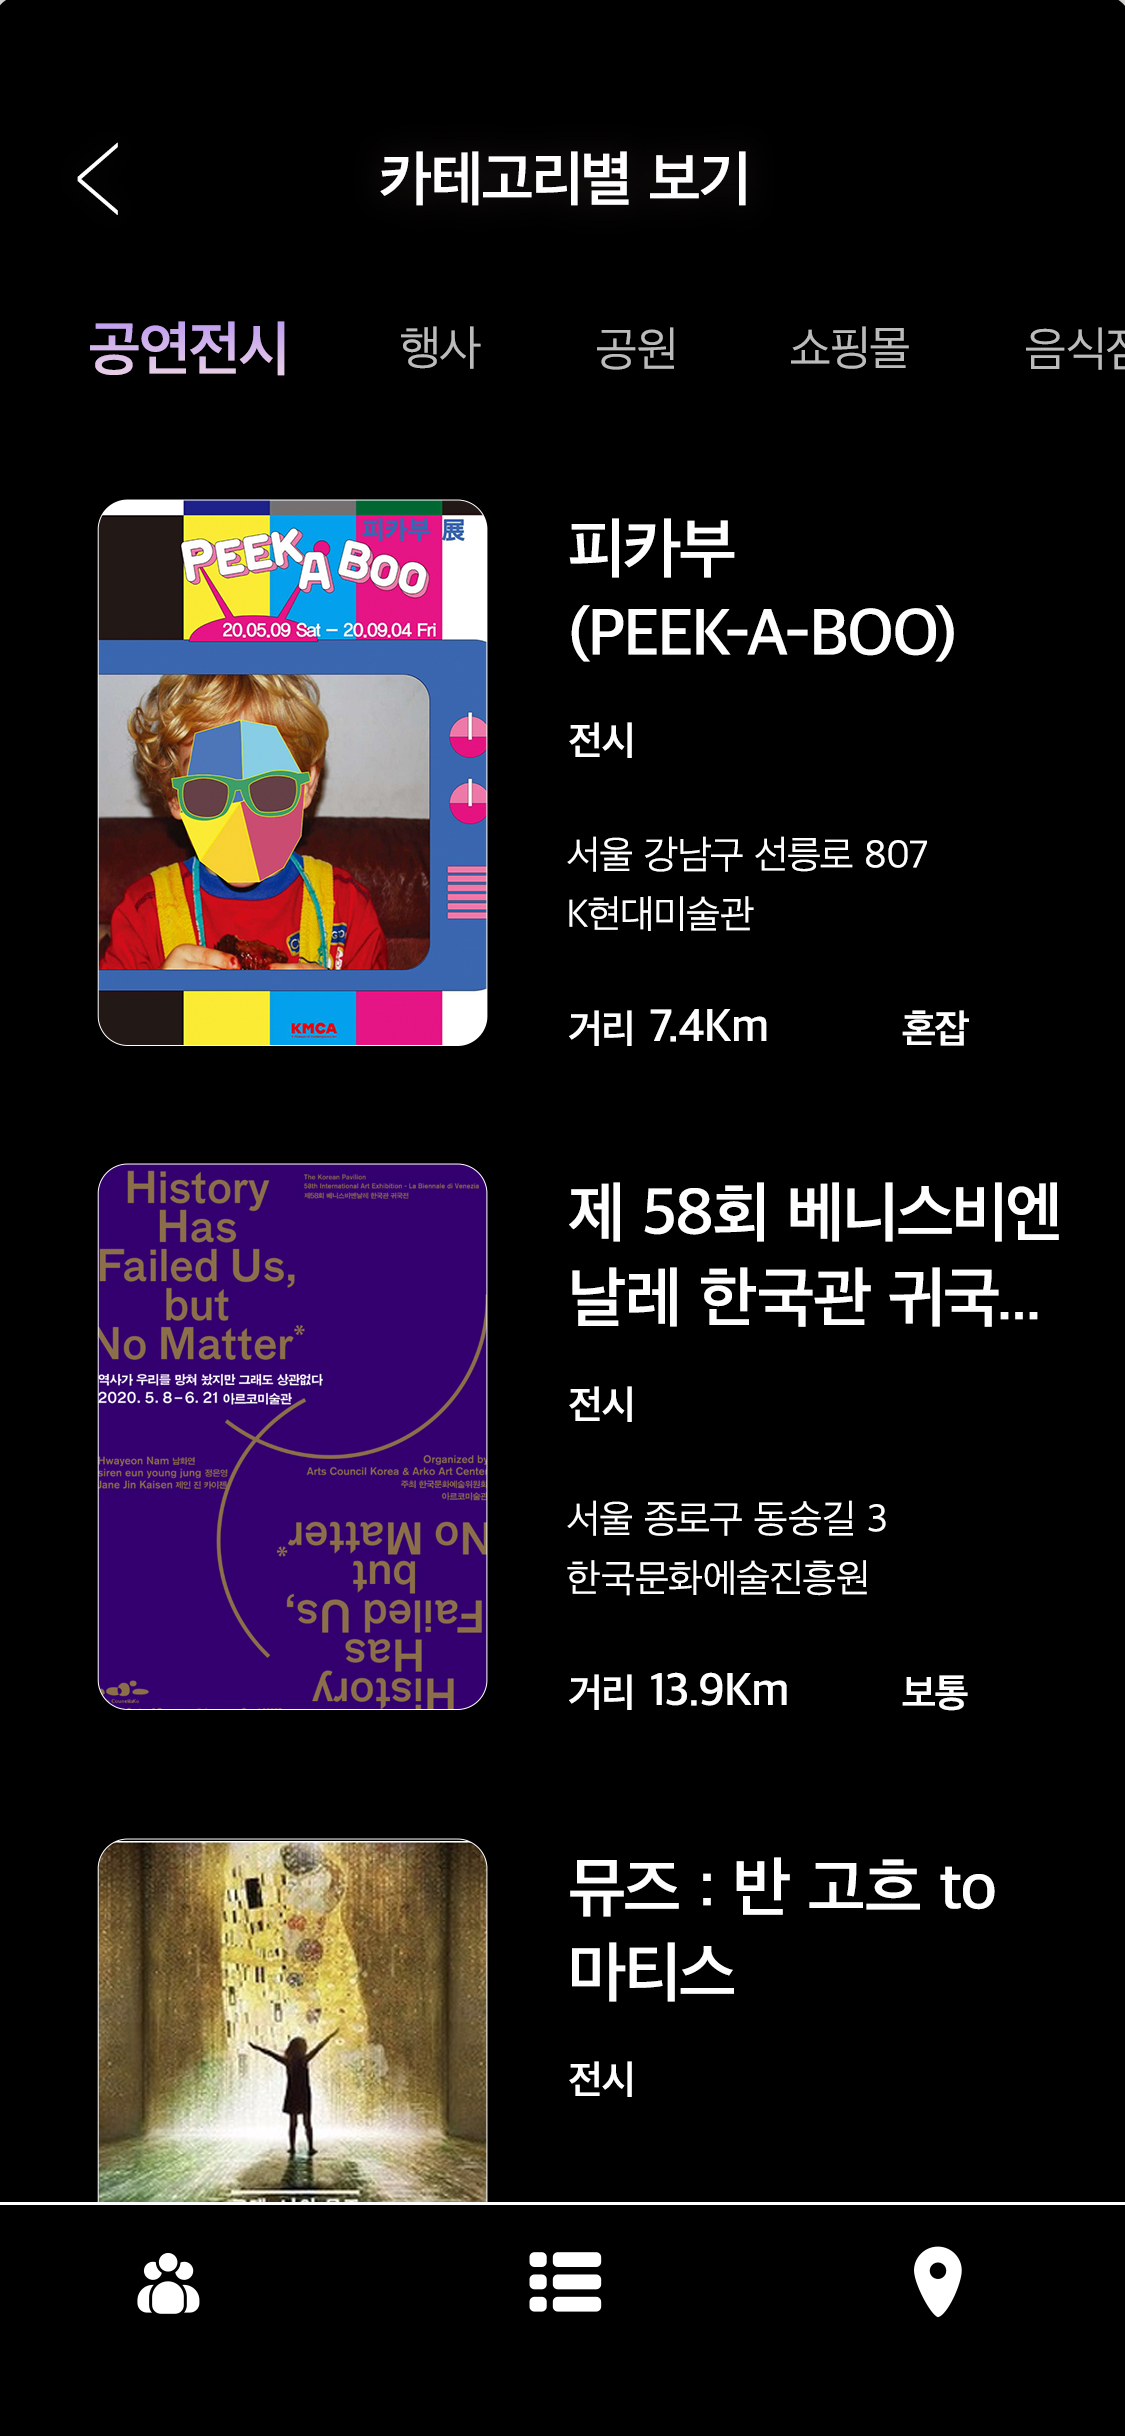 카테고리별 보기
공연전시 행사 공원 쇼핑몰 음식점
피카부 展
PEEK A BOO
20.05.09 Sat – 20.09.04 Fri
KMCA
피카부
(PEEK-A-BOO)
전시
서울 강남구 선릉로 807
K현대미술관
거리 7.4Km 혼잡
History
Has
Failed Us,
but
No Matter*
The Korean Pavilion
58th International Art Exhibition - La Biennale di Venezia
제58회 베니스비엔날레 한국관 귀국전
역사가 우리를 망쳐 놨지만 그래도 상관없다
2020. 5. 8 – 6. 21 아르코미술관
Hwayeon Nam 남화연
siren eun young jung 정은영
Jane Jin Kaisen 제인 진 카이젠
Organized by
Arts Council Korea & Arko Art Center
주최 한국문화예술위원회
아르코미술관
History
Has
Failed Us,
but
No Matter*
제 58회 베니스비엔
날레 한국관 귀국...
전시
서울 종로구 동숭길 3
한국문화예술진흥원
거리 13.9Km 보통
뮤즈 : 반 고흐 to
마티스
전시